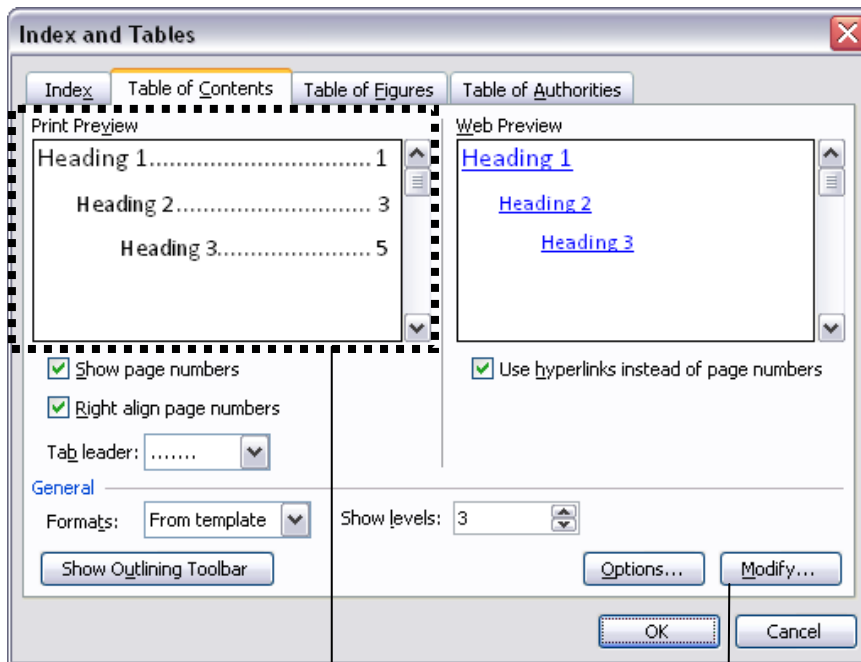 Index and Tables
Index Table of Contents Table of Figures Table of Authorities
Print Preview
Heading 1.................................... 1
Heading 2................................ 3
Heading 3........................ 5
Web Preview
Heading 1
Heading 2
Heading 3
Show page numbers
Right align page numbers
Tab leader: .......
Use hyperlinks instead of page numbers
General
Formats: From template Show levels: 3
Show Outlining Toolbar Options... Modify...
OK Cancel